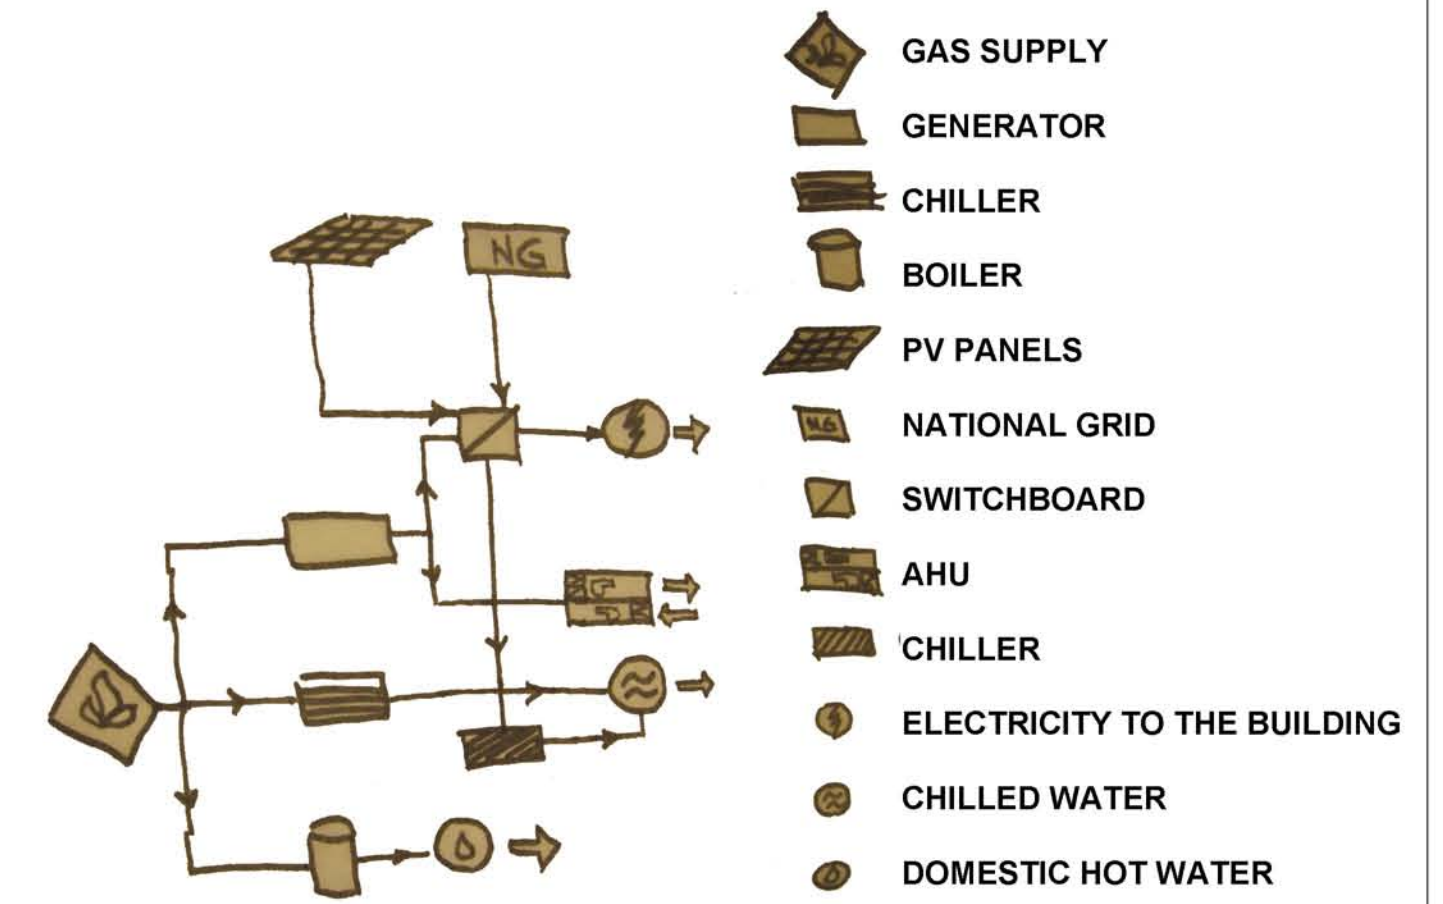 NG
GAS SUPPLY
GENERATOR
CHILLER
BOILER
PV PANELS
NG NATIONAL GRID
SWITCHBOARD
AHU
CHILLER
ELECTRICITY TO THE BUILDING
CHILLED WATER
DOMESTIC HOT WATER